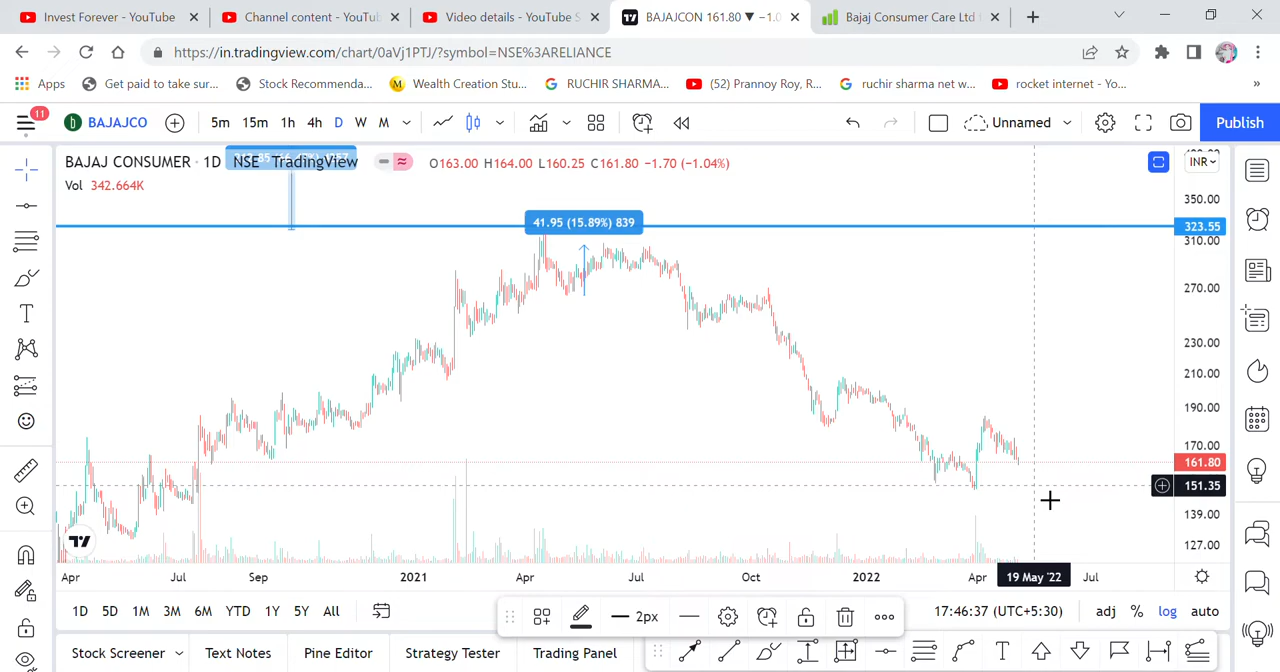 Invest Forever - YouTube
Channel content - YouTu
Video details - YouTube S
BAJAJCON 161.80 ▼ −1.0
Bajaj Consumer Care Ltd
https://in.tradingview.com/chart/0aVj1PTJ/?symbol=NSE%3ARELIANCE
Apps
Get paid to take sur...
Stock Recommenda...
M Wealth Creation Stu...
RUCHIR SHARMA...
(52) Prannoy Roy, R...
ruchir sharma net w...
rocket internet - Yo...
»
11
b BAJAJCO
5m 15m 1h 4h D W M
Unnamed
Publish
BAJAJ CONSUMER · 1D NSE TradingView
O163.00 H164.00 L160.25 C161.80 −1.70 (−1.04%)
INR
Vol 342.664K
350.00
41.95 (15.89%) 839
323.55
310.00
270.00
230.00
210.00
190.00
170.00
161.80
151.35
139.00
127.00
Apr Jul Sep 2021 Apr Jul Oct 2022 Apr 19 May '22 Jul
1D 5D 1M 3M 6M YTD 1Y 5Y All
2px
17:46:37 (UTC+5:30)
adj % log auto
Stock Screener
Text Notes
Pine Editor
Strategy Tester
Trading Panel